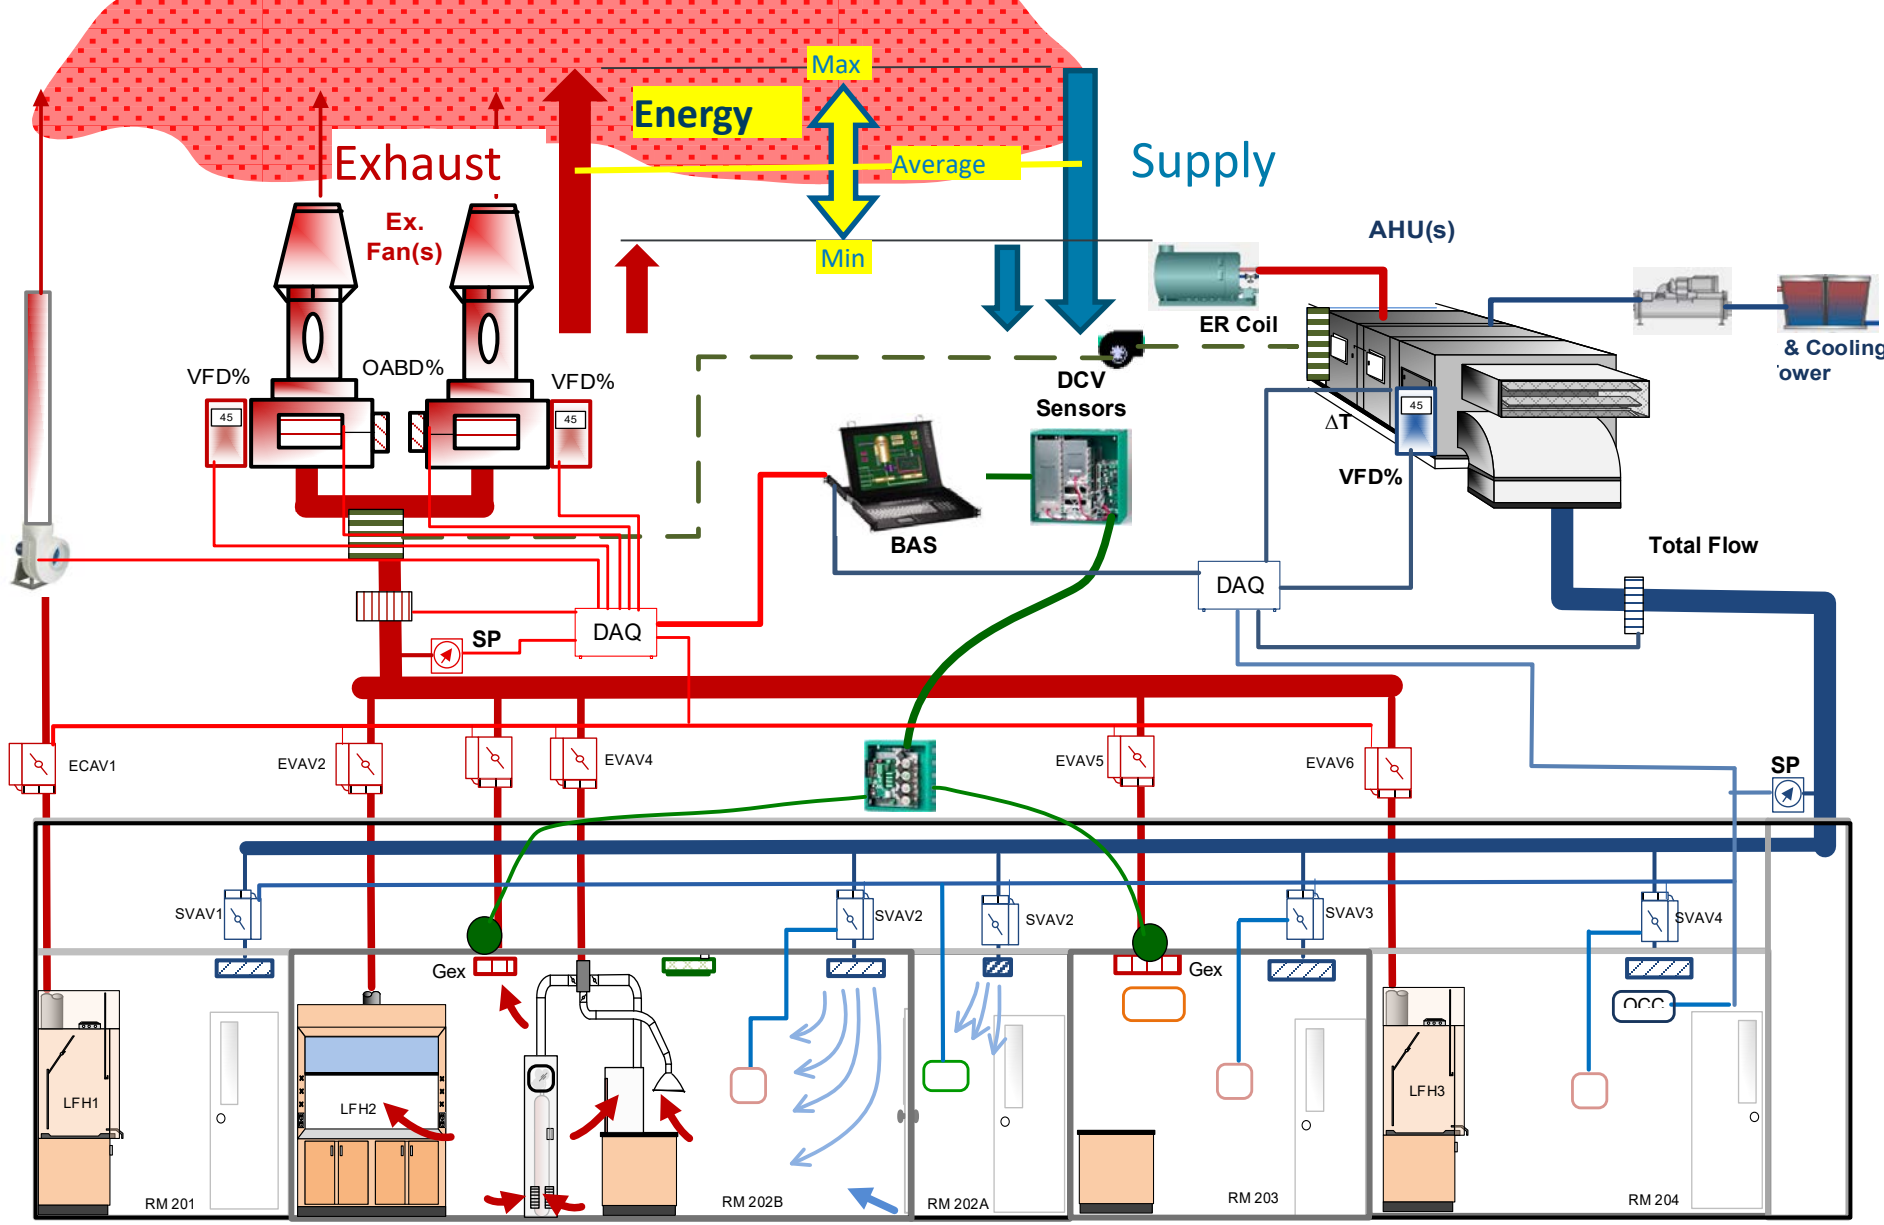 Max
Energy
Average
Exhaust
Supply
Ex.
Fan(s)
Min
AHU(s)
ER Coil
& Cooling
ower
VFD%
OABD%
VFD%
DCV
Sensors
45
45
45
ΔT
VFD%
BAS
Total Flow
DAQ
DAQ
SP
ECAV1
EVAV2
EVAV4
EVAV5
EVAV6
SP
SVAV1
SVAV2
SVAV2
SVAV3
SVAV4
Gex
Gex
OCC
LFH1
LFH2
LFH3
RM 201
RM 202B
RM 202A
RM 203
RM 204